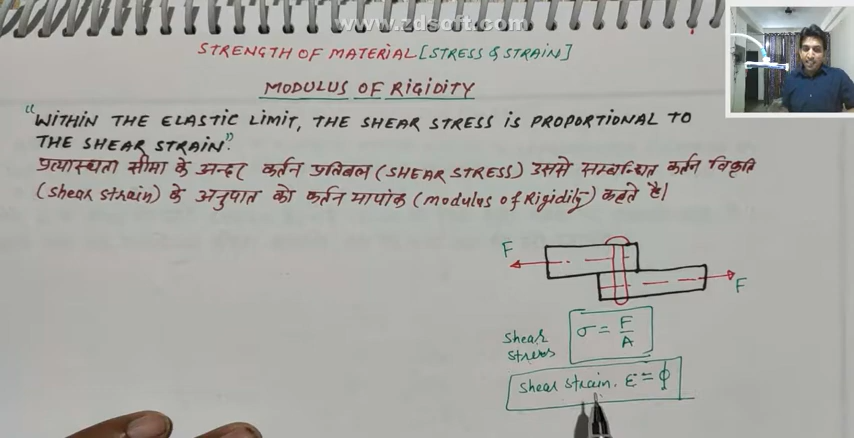 www.zdsoft.com
STRENGTH OF MATERIAL [STRESS & STRAIN]
MODULUS OF RIGIDITY
"WITHIN THE ELASTIC LIMIT, THE SHEAR STRESS IS PROPORTIONAL TO
THE SHEAR STRAIN".
प्रत्यास्थता सीमा के अन्दर कर्तन प्रतिबल (SHEAR STRESS) उससे सम्बन्धित कर्तन विकृति
(shear strain) के अनुपात को कर्तन मापांक (modulus of Rigidity) कहते है।
F
F
shear
stress
σ = F/A
shear strain. ε = ϕ